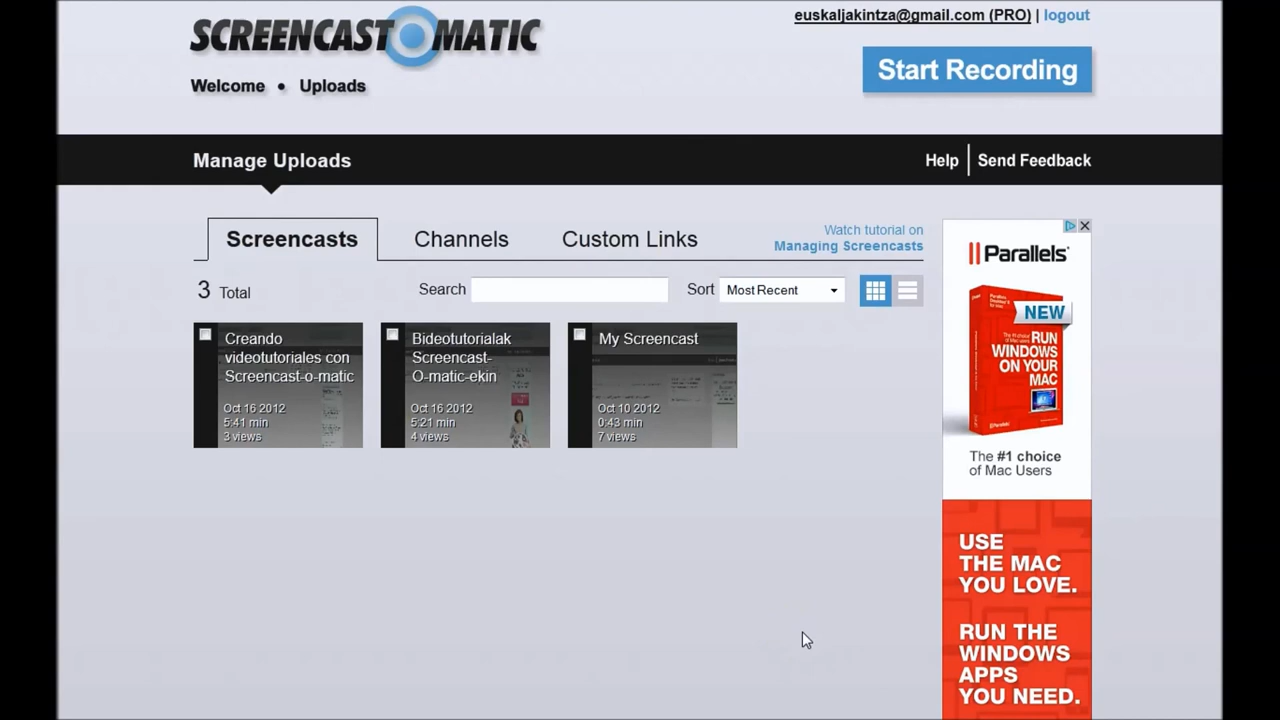 SCREENCAST-O-MATIC
euskaljakintza@gmail.com (PRO) | logout
Start Recording
Welcome • Uploads
Manage Uploads
Help | Send Feedback
Screencasts
Channels
Custom Links
Watch tutorial on
Managing Screencasts
3 Total
Search
Sort
Most Recent
Creando
videotutoriales con
Screencast-o-matic
Oct 16 2012
5:41 min
3 views
Bideotutorialak
Screencast-
O-matic-ekin
Oct 16 2012
5:21 min
4 views
My Screencast
Oct 10 2012
0:43 min
7 views
Parallels
NEW
RUN
WINDOWS
ON YOUR
MAC
The #1 choice
of Mac Users
USE
THE MAC
YOU LOVE.
RUN THE
WINDOWS
APPS
YOU NEED.